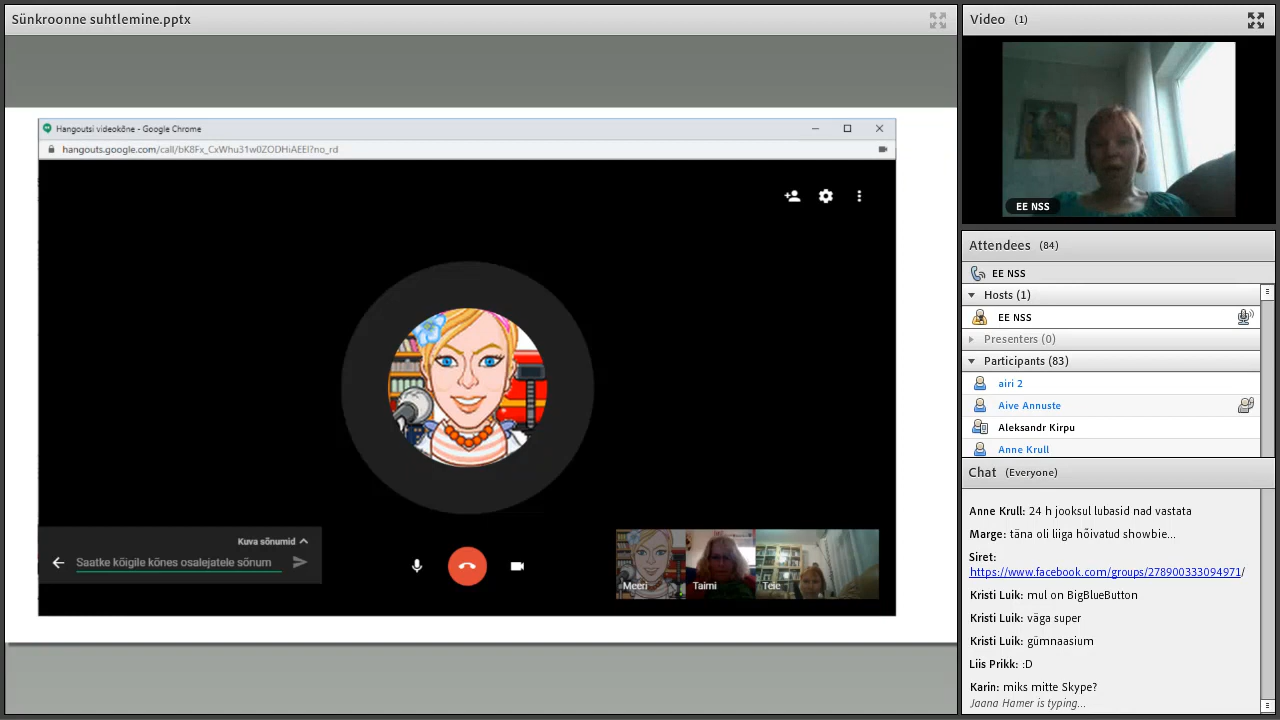 Sünkroonne suhtlemine.pptx
Hangoutsi videokõne - Google Chrome
hangouts.google.com/call/bK8Fx_CxWhu31w0ZODHiAEEI?no_rd
Kuva sõnumid
Saatke kõigile kõnes osalejatele sõnum
Meeri
Taimi
Teie
Video (1)
EE NSS
Attendees (84)
EE NSS
Hosts (1)
EE NSS
Presenters (0)
Participants (83)
airi 2
Aive Annuste
Aleksandr Kirpu
Anne Krull
Chat (Everyone)
Anne Krull: 24 h jooksul lubasid nad vastata
Marge: täna oli liiga hõivatud showbie...
Siret:
https://www.facebook.com/groups/278900333094971/
Kristi Luik: mul on BigBlueButton
Kristi Luik: väga super
Kristi Luik: gümnaasium
Liis Prikk: :D
Karin: miks mitte Skype?
Jaana Hamer is typing...